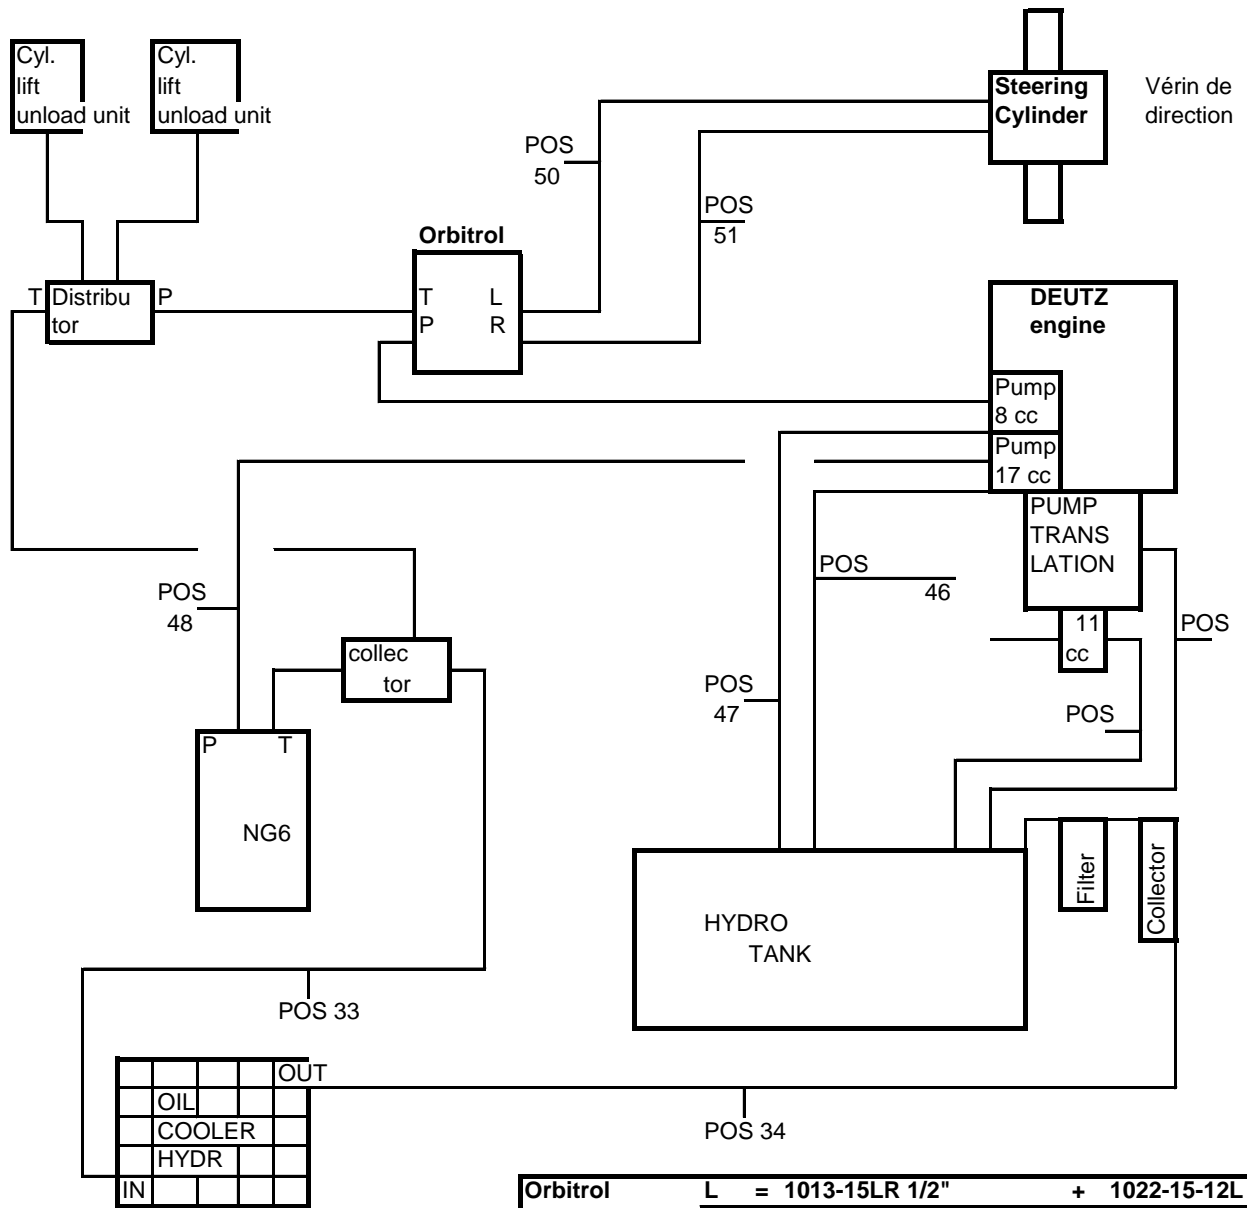 Cyl.
lift
unload unit
Cyl.
lift
unload unit
Steering
Cylinder
Vérin de
direction
POS
50
POS
51
Orbitrol
T L
P R
T
Distribu
tor
P
DEUTZ
engine
Pump
8 cc
Pump
17 cc
PUMP
TRANS
LATION
POS
46
POS
48
11
cc
POS
collec
tor
POS
47
POS
P T
NG6
Filter
Collector
HYDRO
TANK
POS 33
OUT
OIL
COOLER
HYDR
IN
POS 34
Orbitrol L = 1013-15LR 1/2" + 1022-15-12L